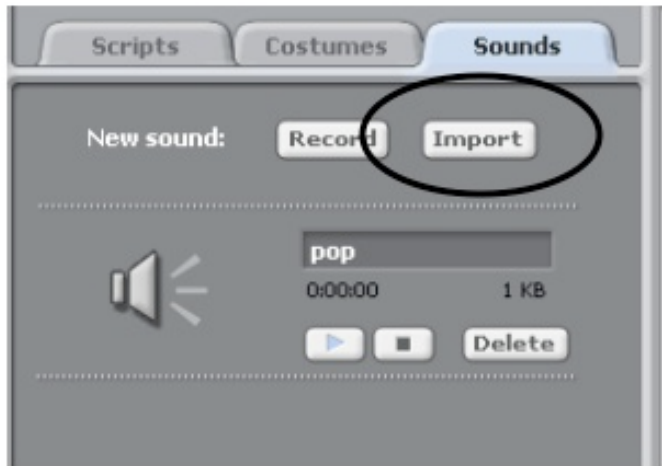 Scripts Costumes Sounds
New sound: Record Import
pop
0:00:00 1 KB
Delete